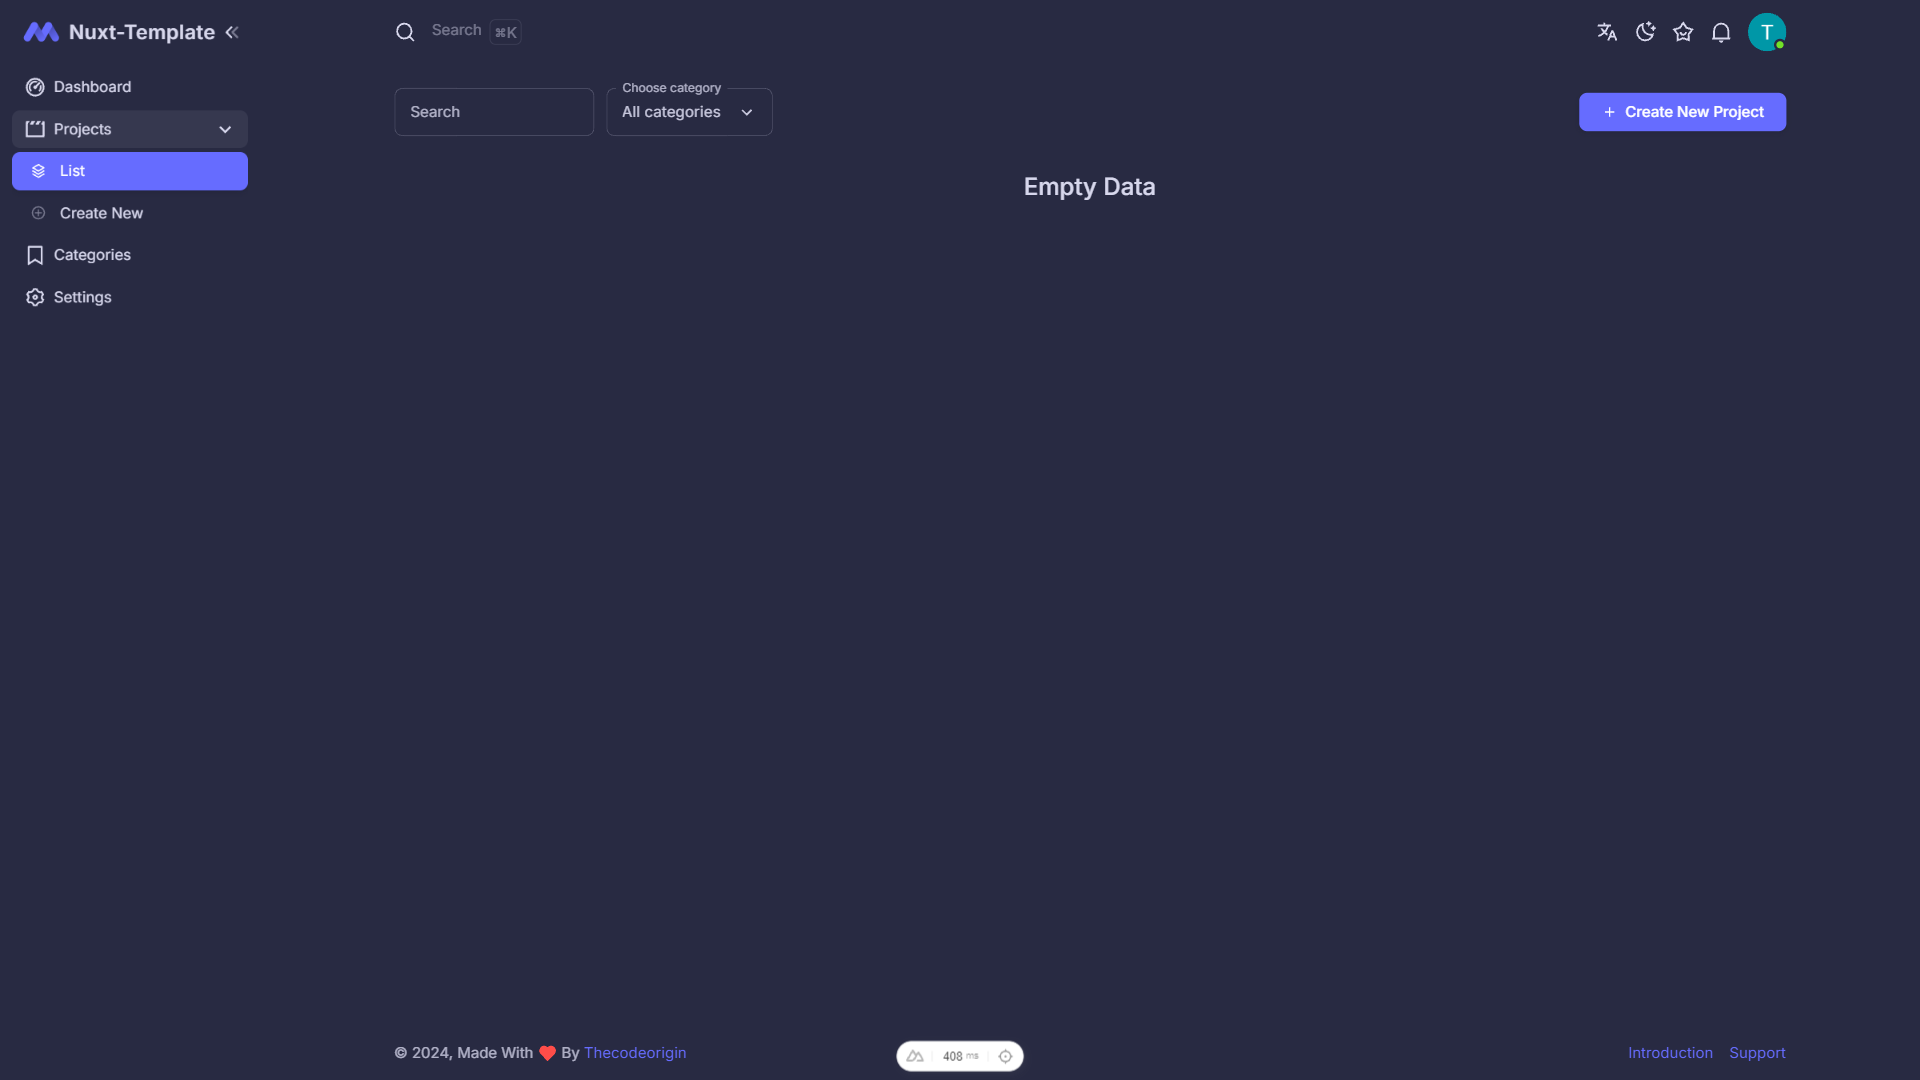 Nuxt-Template
Search ⌘K
T
Dashboard
Projects
List
Create New
Categories
Settings
Search
Choose category
All categories
+ Create New Project
Empty Data
© 2024, Made With ❤️ By Thecodeorigin
408 ms
Introduction Support